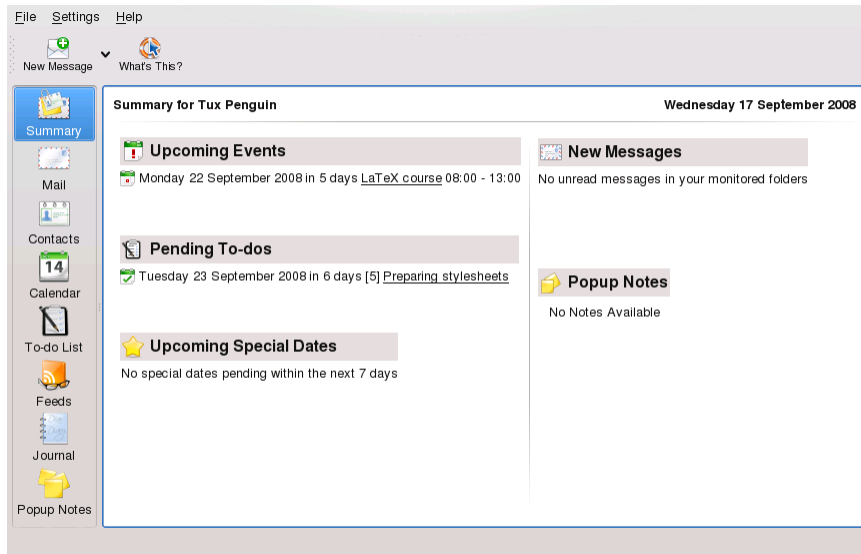 File Settings Help
New Message What's This?
Summary
Mail
Contacts
14
Calendar
To-do List
Feeds
Journal
Popup Notes
Summary for Tux Penguin Wednesday 17 September 2008
Upcoming Events
Monday 22 September 2008 in 5 days LaTeX course 08:00 - 13:00
Pending To-dos
Tuesday 23 September 2008 in 6 days [5] Preparing stylesheets
Upcoming Special Dates
No special dates pending within the next 7 days
New Messages
No unread messages in your monitored folders
Popup Notes
No Notes Available